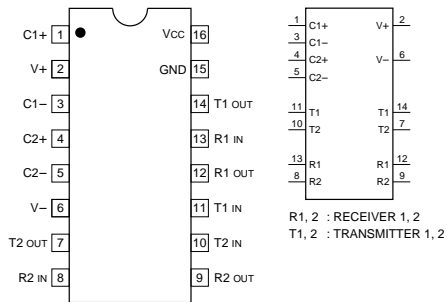 C1+ 1 16 VCC
V+ 2 15 GND
C1− 3 14 T1 OUT
C2+ 4 13 R1 IN
C2− 5 12 R1 OUT
V− 6 11 T1 IN
T2 OUT 7 10 T2 IN
R2 IN 8 9 R2 OUT
1 C1+ V+ 2
3 C1−
4 C2+ V− 6
5 C2−
11 T1 T1 14
10 T2 T2 7
13 R1 R1 12
8 R2 R2 9
R1, 2 : RECEIVER 1, 2
T1, 2 : TRANSMITTER 1, 2